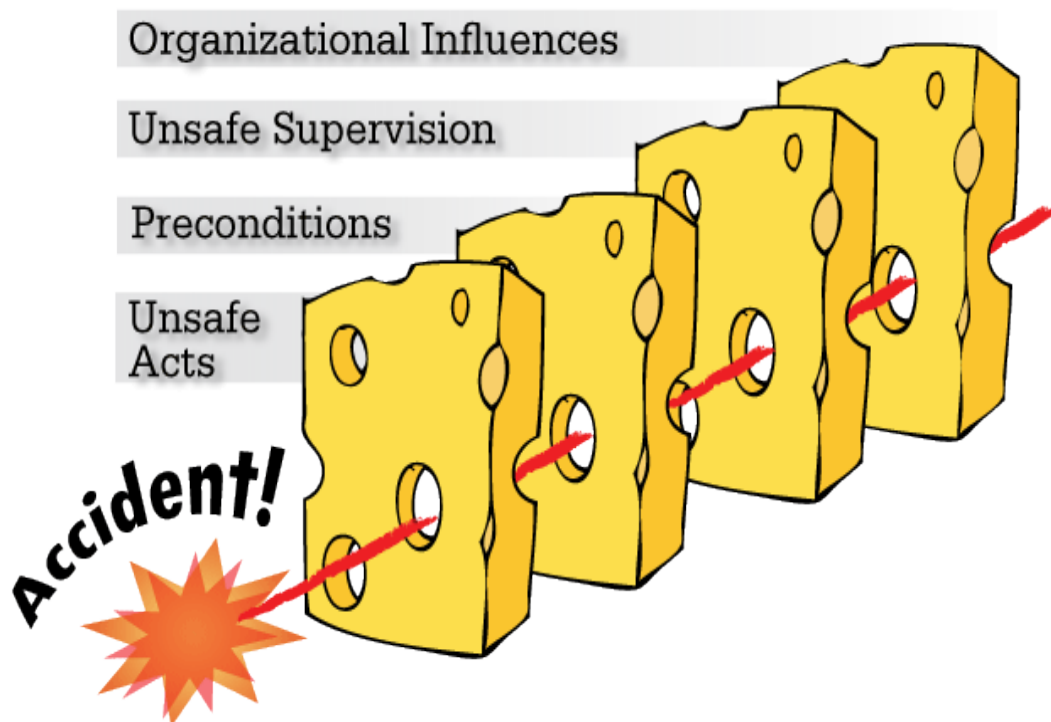 Organizational Influences
Unsafe Supervision
Preconditions
Unsafe
Acts
Accident!